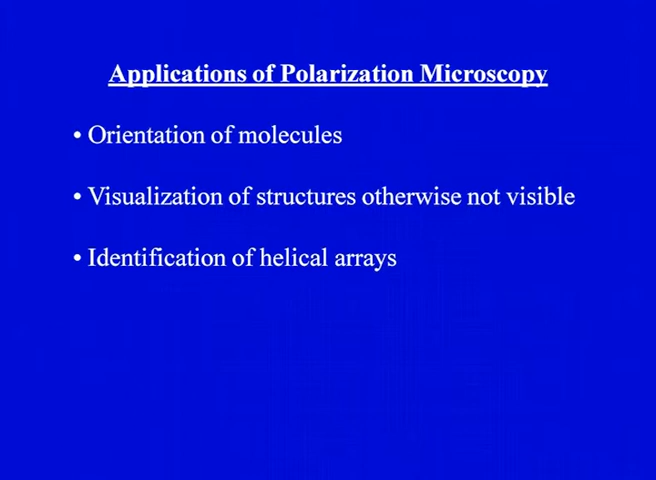 Applications of Polarization Microscopy
• Orientation of molecules
• Visualization of structures otherwise not visible
• Identification of helical arrays